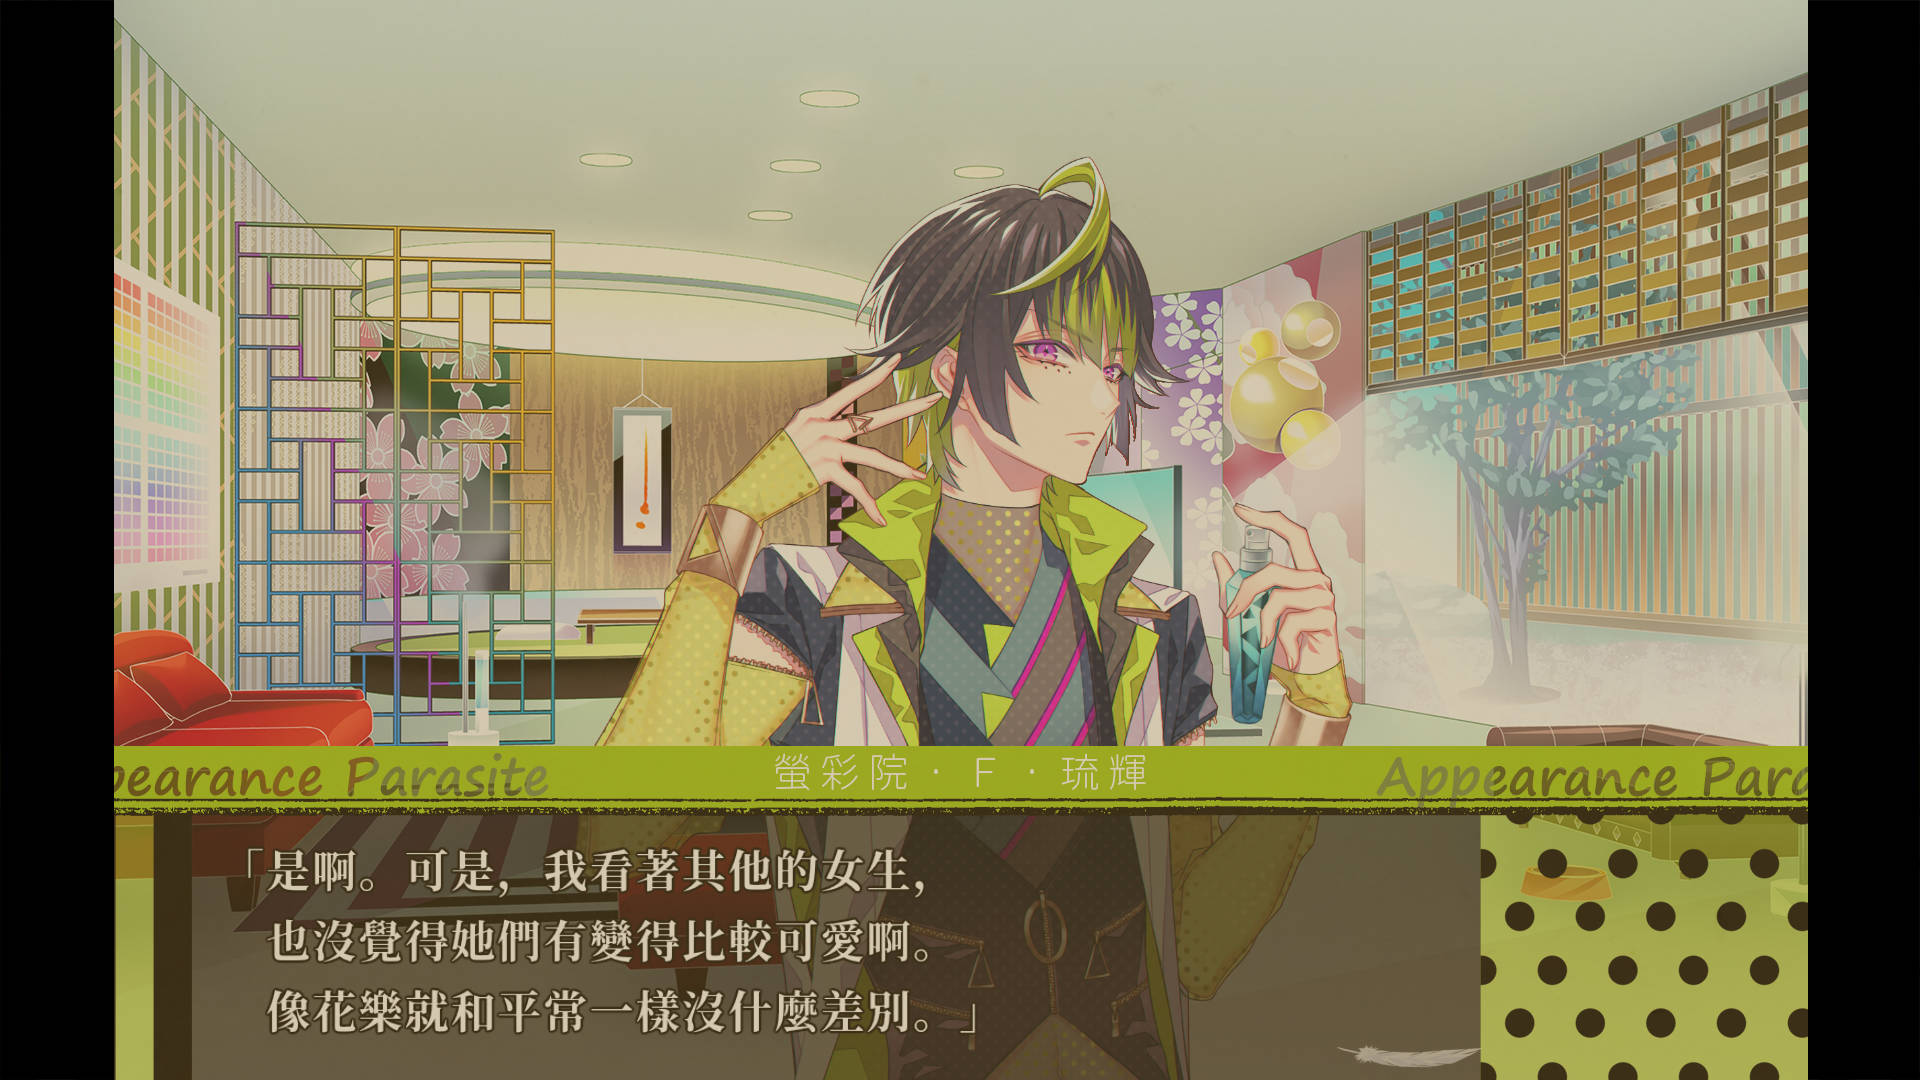 pearance Parasite
螢彩院·F·琉輝
Appearance Para
「是啊。可是，我看著其他的女生，
也沒覺得她們有變得比較可愛啊。
像花樂就和平常一樣沒什麼差別。」